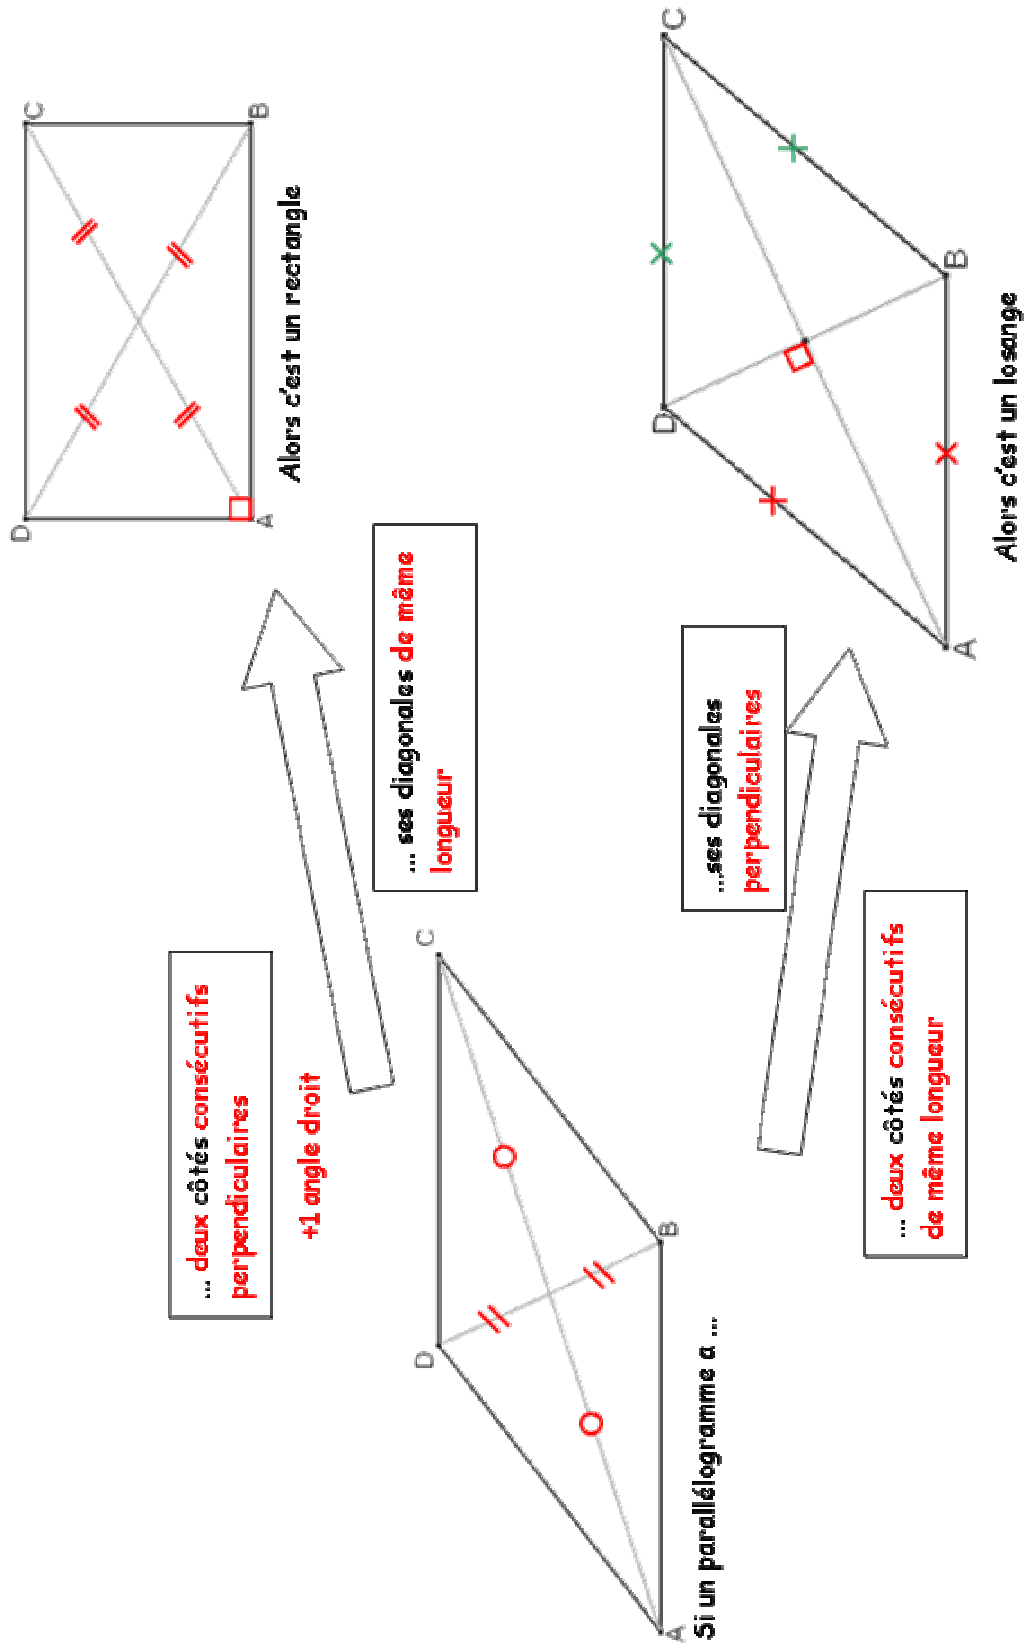 D
C
A
B
Alors c'est un rectangle
... deux côtés consécutifs
perpendiculaires
+1 angle droit
... ses diagonales de même
longueur
D
C
A
B
Si un parallélogramme a ...
...ses diagonales
perpendiculaires
... deux côtés consécutifs
de même longueur
D
C
A
B
Alors c'est un losange